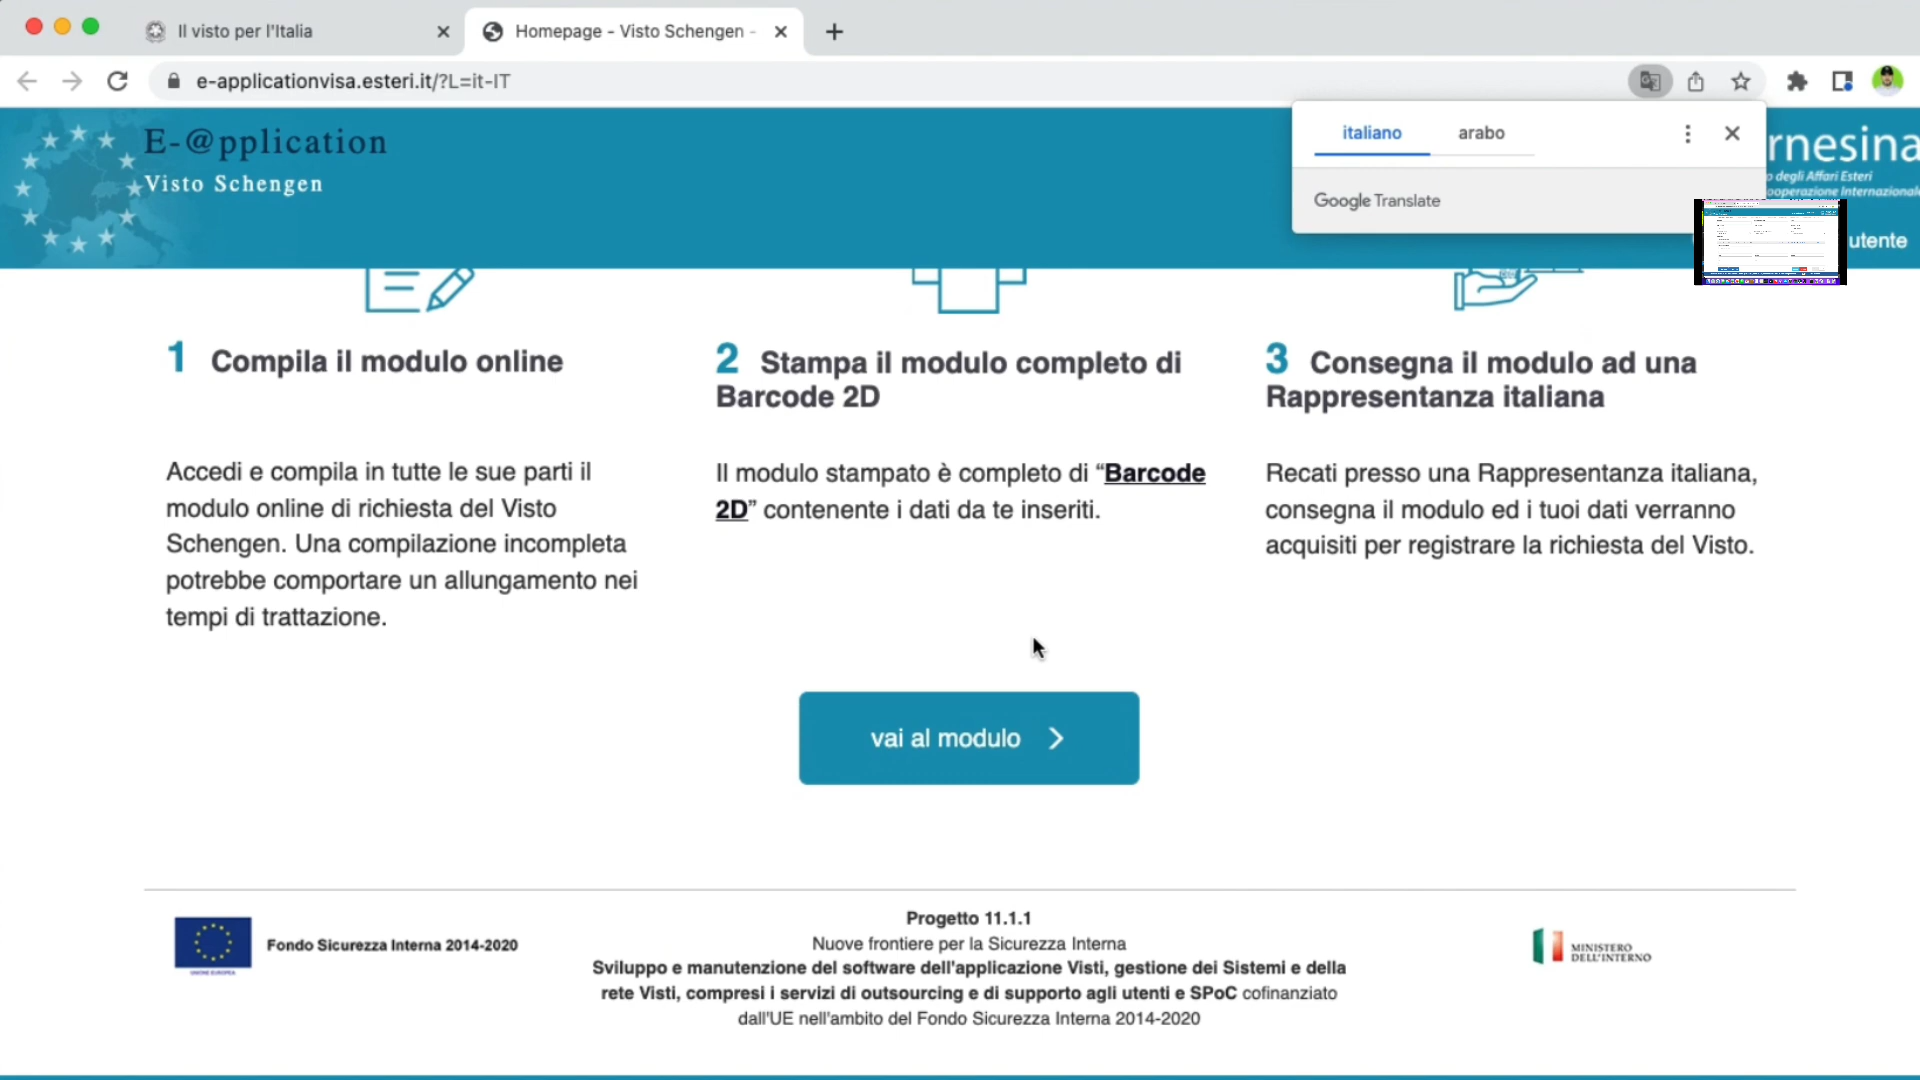 Il visto per l'Italia
Homepage - Visto Schengen -
e-applicationvisa.esteri.it/?L=it-IT
italiano arabo
Google Translate
E-@pplication
Visto Schengen
rnesina
o degli Affari Esteri
ooperazione Internazionale
utente
1 Compila il modulo online
Accedi e compila in tutte le sue parti il
modulo online di richiesta del Visto
Schengen. Una compilazione incompleta
potrebbe comportare un allungamento nei
tempi di trattazione.
2 Stampa il modulo completo di
Barcode 2D
Il modulo stampato è completo di “Barcode
2D” contenente i dati da te inseriti.
3 Consegna il modulo ad una
Rappresentanza italiana
Recati presso una Rappresentanza italiana,
consegna il modulo ed i tuoi dati verranno
acquisiti per registrare la richiesta del Visto.
vai al modulo
UNIONE EUROPEA
Fondo Sicurezza Interna 2014-2020
Progetto 11.1.1
Nuove frontiere per la Sicurezza Interna
Sviluppo e manutenzione del software dell'applicazione Visti, gestione dei Sistemi e della
rete Visti, compresi i servizi di outsourcing e di supporto agli utenti e SPoC cofinanziato
dall'UE nell'ambito del Fondo Sicurezza Interna 2014-2020
MINISTERO
DELL'INTERNO